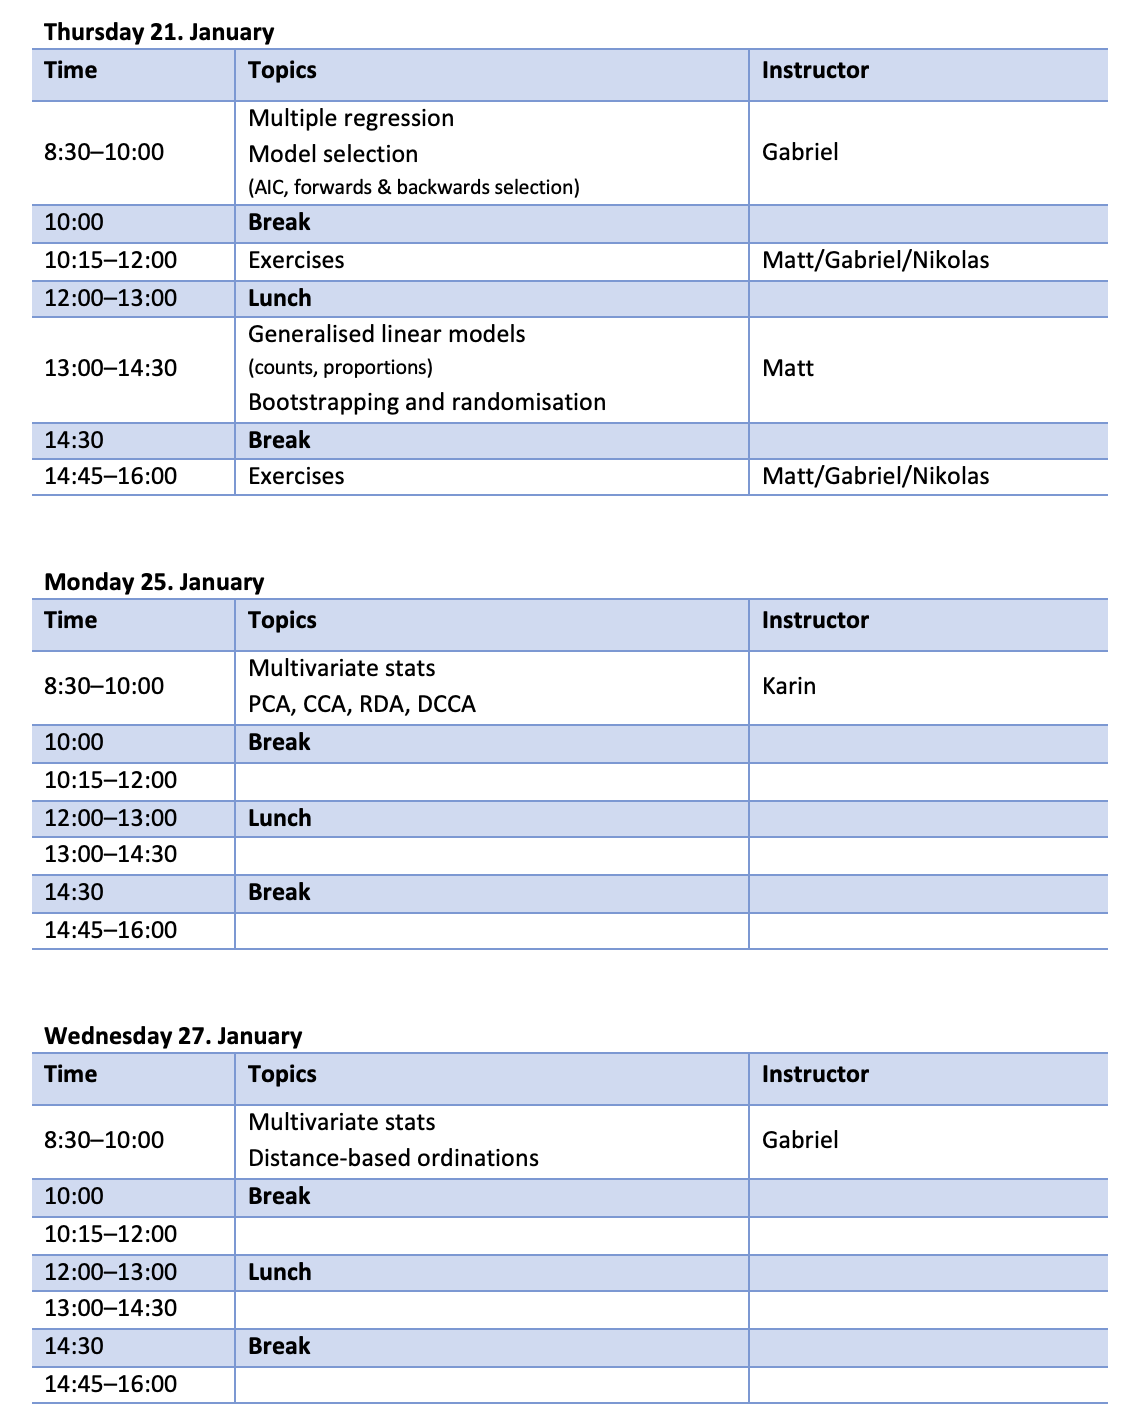 Thursday 21. January
Time Topics Instructor
Multiple regression
8:30–10:00 Model selection Gabriel
(AIC, forwards & backwards selection)
10:00 Break
10:15–12:00 Exercises Matt/Gabriel/Nikolas
12:00–13:00 Lunch
Generalised linear models
13:00–14:30 (counts, proportions) Matt
Bootstrapping and randomisation
14:30 Break
14:45–16:00 Exercises Matt/Gabriel/Nikolas
Monday 25. January
Time Topics Instructor
Multivariate stats
8:30–10:00 Karin
PCA, CCA, RDA, DCCA
10:00 Break
10:15–12:00
12:00–13:00 Lunch
13:00–14:30
14:30 Break
14:45–16:00
Wednesday 27. January
Time Topics Instructor
Multivariate stats
8:30–10:00 Gabriel
Distance-based ordinations
10:00 Break
10:15–12:00
12:00–13:00 Lunch
13:00–14:30
14:30 Break
14:45–16:00